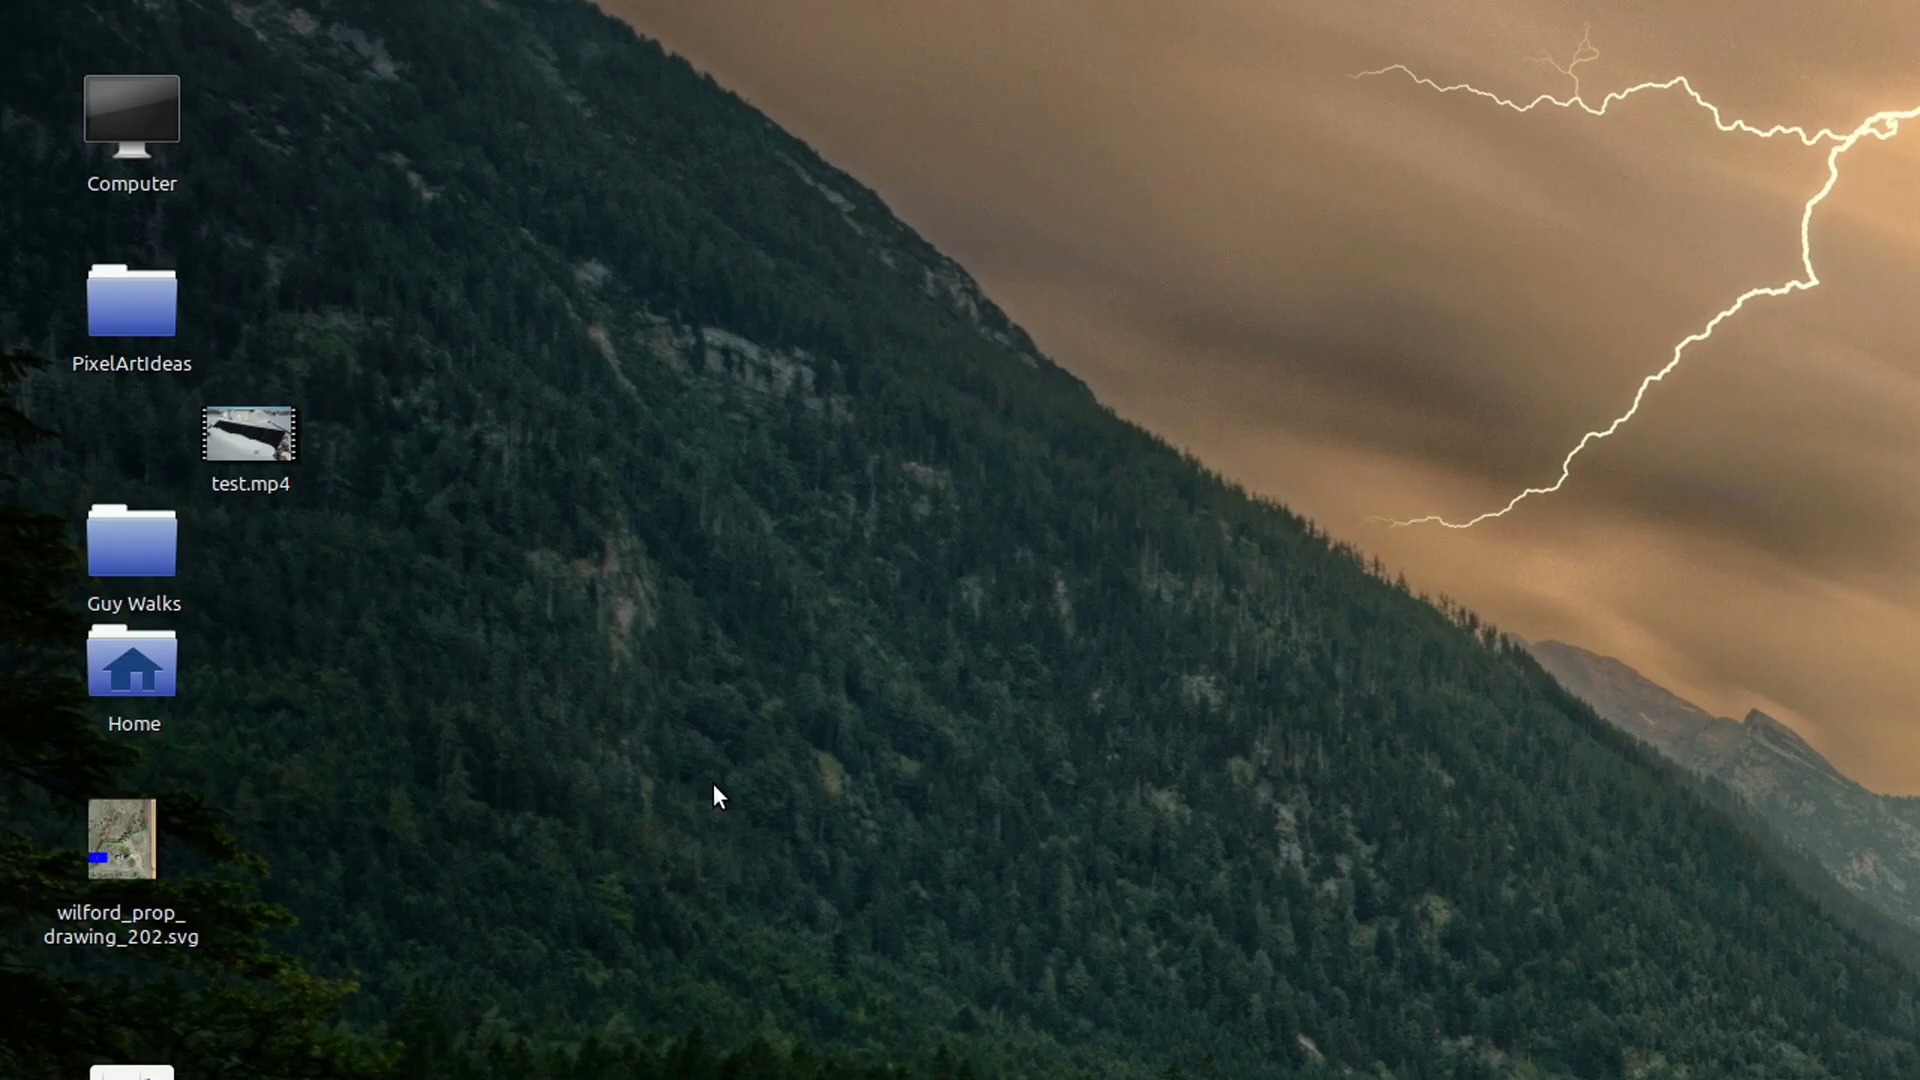 Computer
PixelArtIdeas
test.mp4
Guy Walks
Home
wilford_prop_
drawing_202.svg